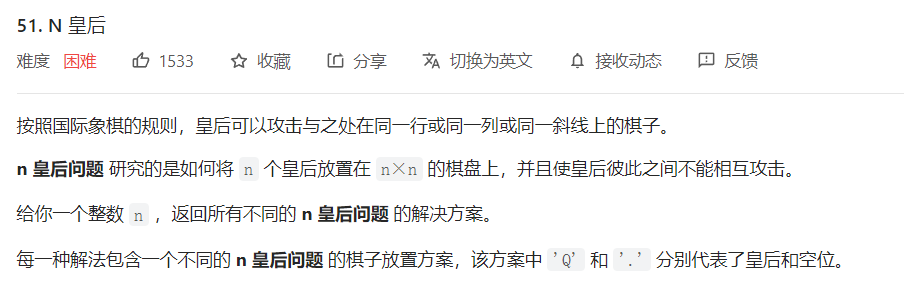 51. N 皇后
难度 困难 1533 收藏 分享 切换为英文 接收动态 反馈
按照国际象棋的规则，皇后可以攻击与之处在同一行或同一列或同一斜线上的棋子。
n 皇后问题 研究的是如何将 n 个皇后放置在 n×n 的棋盘上，并且使皇后彼此之间不能相互攻击。
给你一个整数 n ，返回所有不同的 n 皇后问题 的解决方案。
每一种解法包含一个不同的 n 皇后问题 的棋子放置方案，该方案中 'Q' 和 '.' 分别代表了皇后和空位。